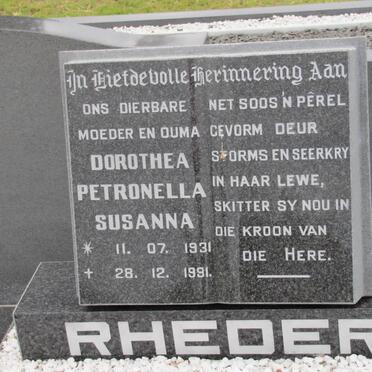 In Liefdevolle Herinnering Aan
ONS DIERBARE
MOEDER EN OUMA
DOROTHEA
PETRONELLA
SUSANNA
* 11. 07. 1931
+ 28. 12. 1991.
NET SOOS 'N PÊREL
GEVORM DEUR
STORMS EN SEERKRY
IN HAAR LEWE,
SKITTER SY NOU IN
DIE KROON VAN
DIE HERE.
RHEDER